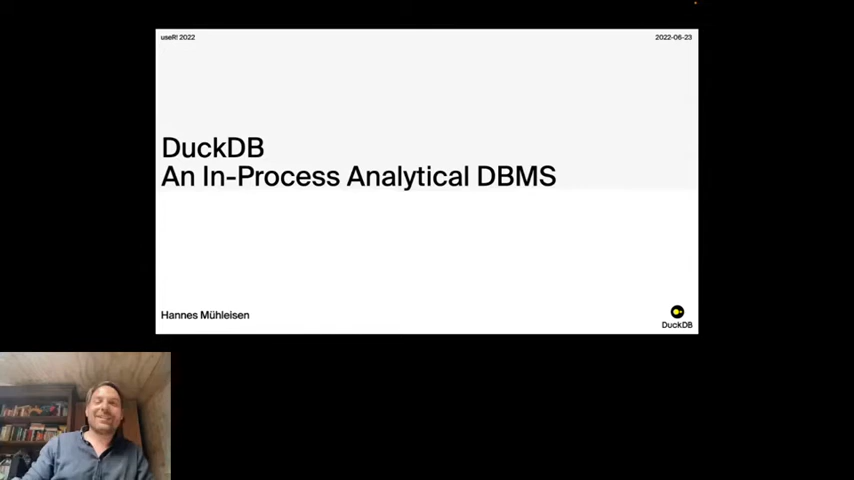 useR! 2022
2022-06-23
DuckDB
An In-Process Analytical DBMS
Hannes Mühleisen
DuckDB